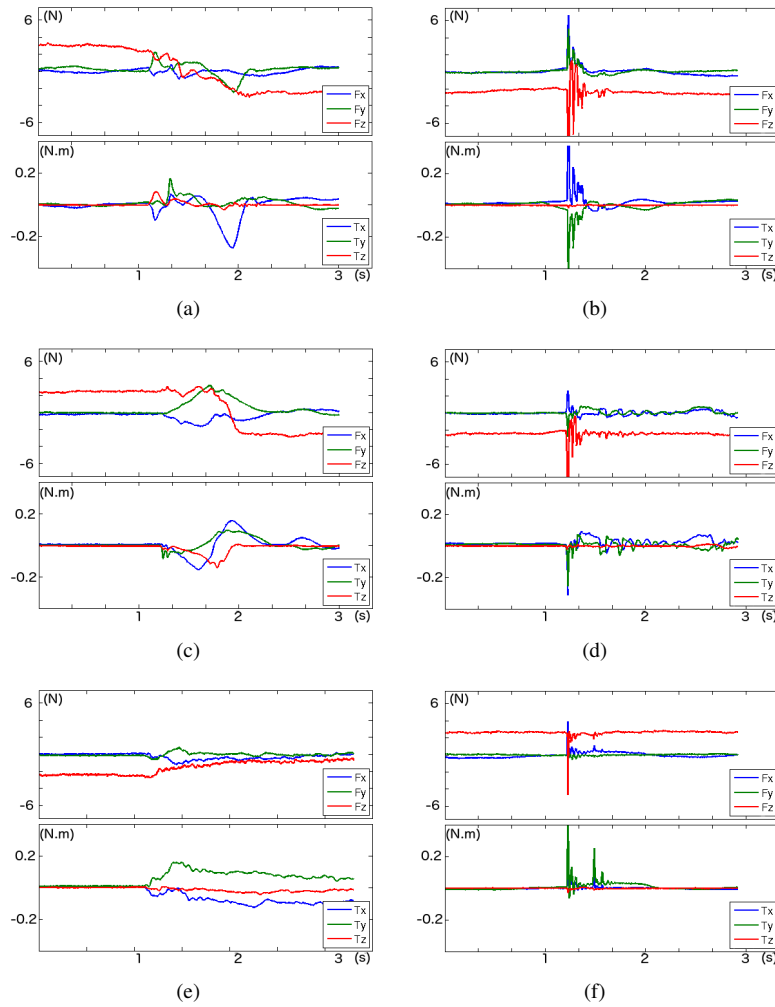 (N)
6
-6
Fx
Fy
Fz
(N.m)
0.2
-0.2
Tx
Ty
Tz
1 2 3 (s)
(a)
(N)
6
-6
Fx
Fy
Fz
(N.m)
0.2
-0.2
Tx
Ty
Tz
1 2 3 (s)
(b)
(N)
6
-6
Fx
Fy
Fz
(N.m)
0.2
-0.2
Tx
Ty
Tz
1 2 3 (s)
(c)
(N)
6
-6
Fx
Fy
Fz
(N.m)
0.2
-0.2
Tx
Ty
Tz
1 2 3 (s)
(d)
(N)
6
-6
Fx
Fy
Fz
(N.m)
0.2
-0.2
Tx
Ty
Tz
1 2 3 (s)
(e)
(N)
6
-6
Fx
Fy
Fz
(N.m)
0.2
-0.2
Tx
Ty
Tz
1 2 3 (s)
(f)